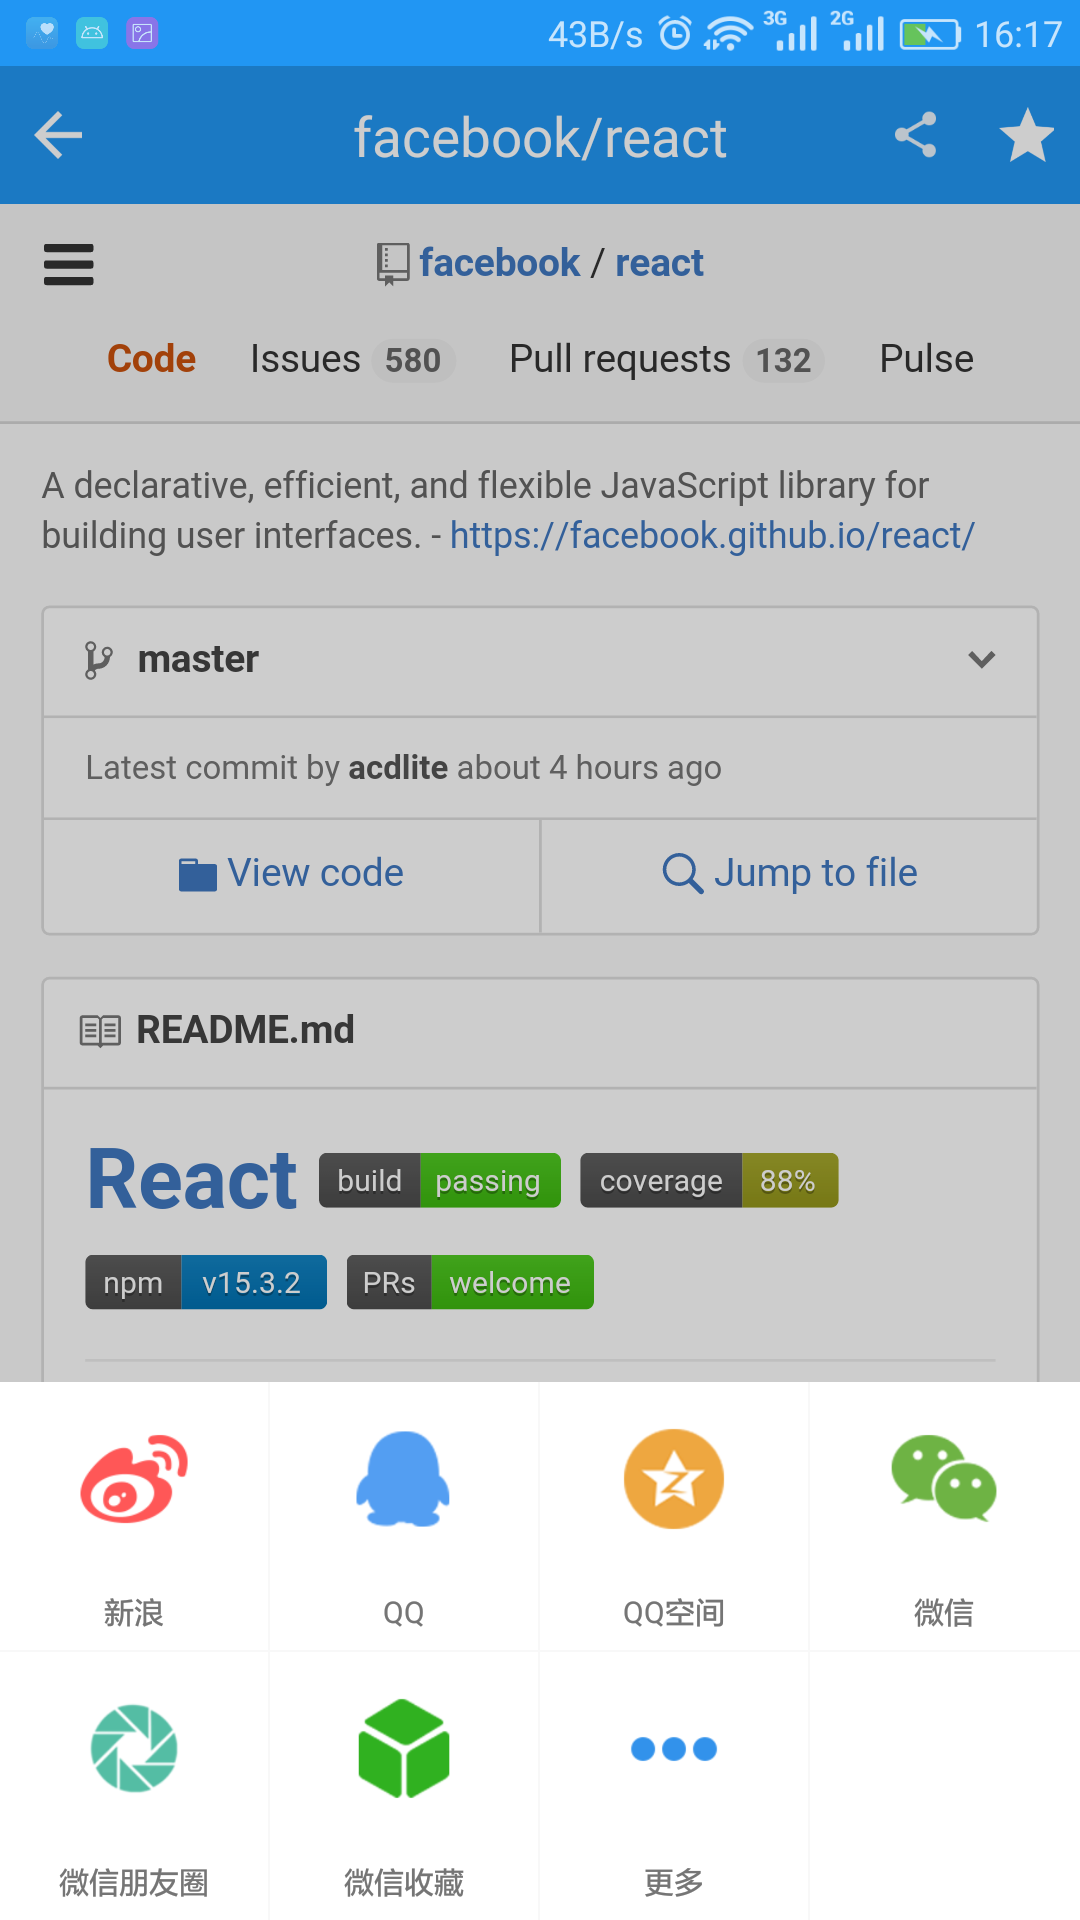 43B/s 3G 2G 16:17
facebook/react
facebook / react
Code Issues 580 Pull requests 132 Pulse
A declarative, efficient, and flexible JavaScript library for
building user interfaces. - https://facebook.github.io/react/
master
Latest commit by acdlite about 4 hours ago
View code Jump to file
README.md
React build passing coverage 88%
npm v15.3.2 PRs welcome
新浪 QQ QQ空间 微信
微信朋友圈 微信收藏 更多